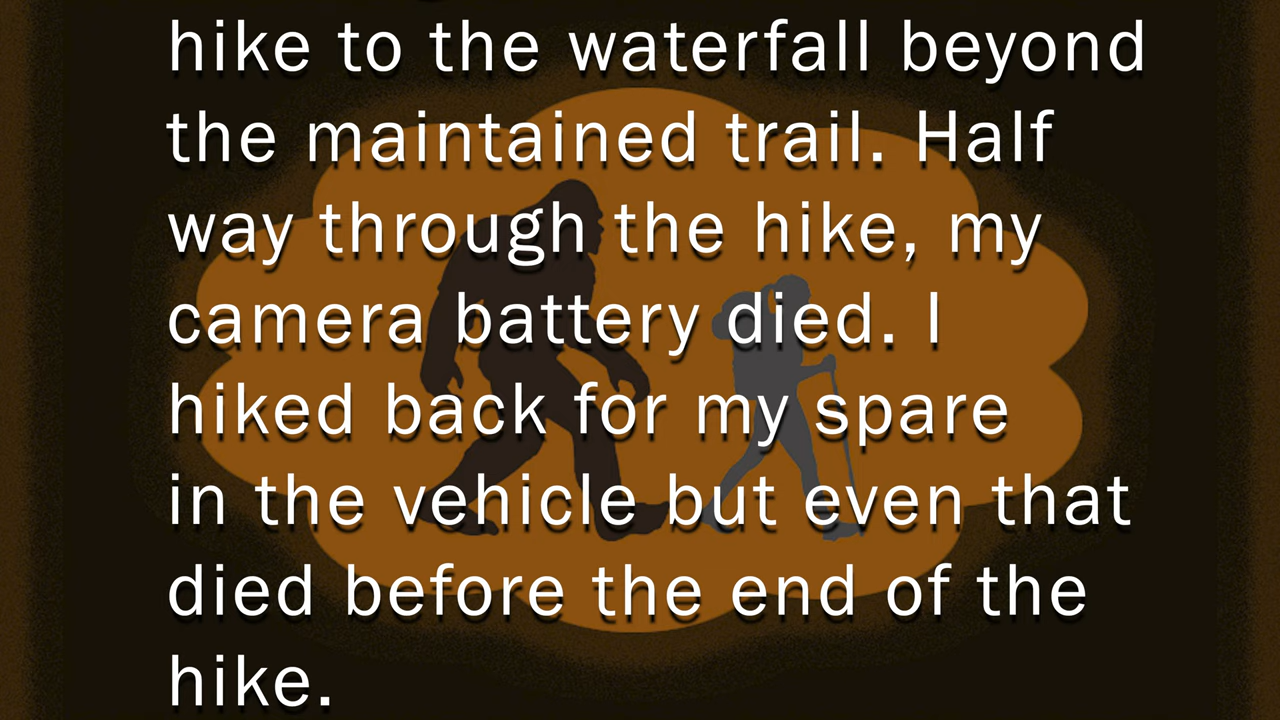 hike to the waterfall beyond
the maintained trail. Half
way through the hike, my
camera battery died. I
hiked back for my spare
in the vehicle but even that
died before the end of the
hike.